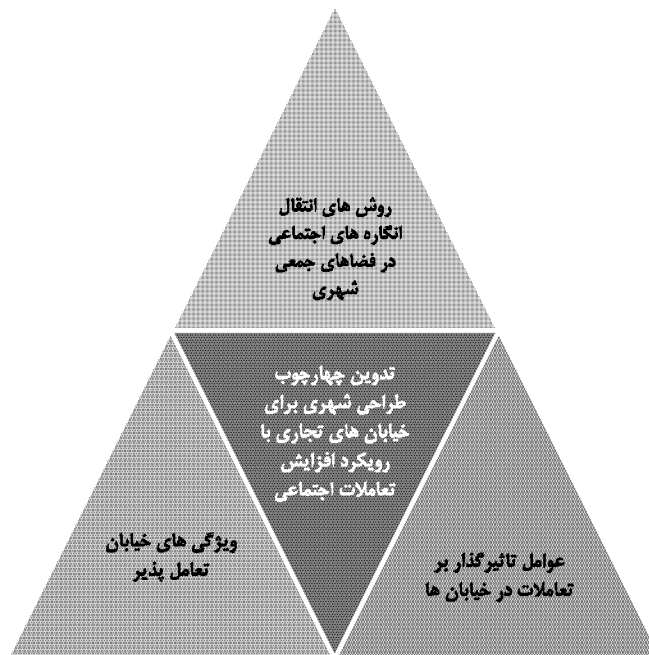 روش های انتقال
انگاره های اجتماعی
در فضاهای جمعی
شهری
تدوین چهارچوب
طراحی شهری برای
خیابان های تجاری با
رویکرد افزایش
تعاملات اجتماعی
ویژگی های خیابان
تعامل پذیر
عوامل تاثیرگذار بر
تعاملات در خیابان ها